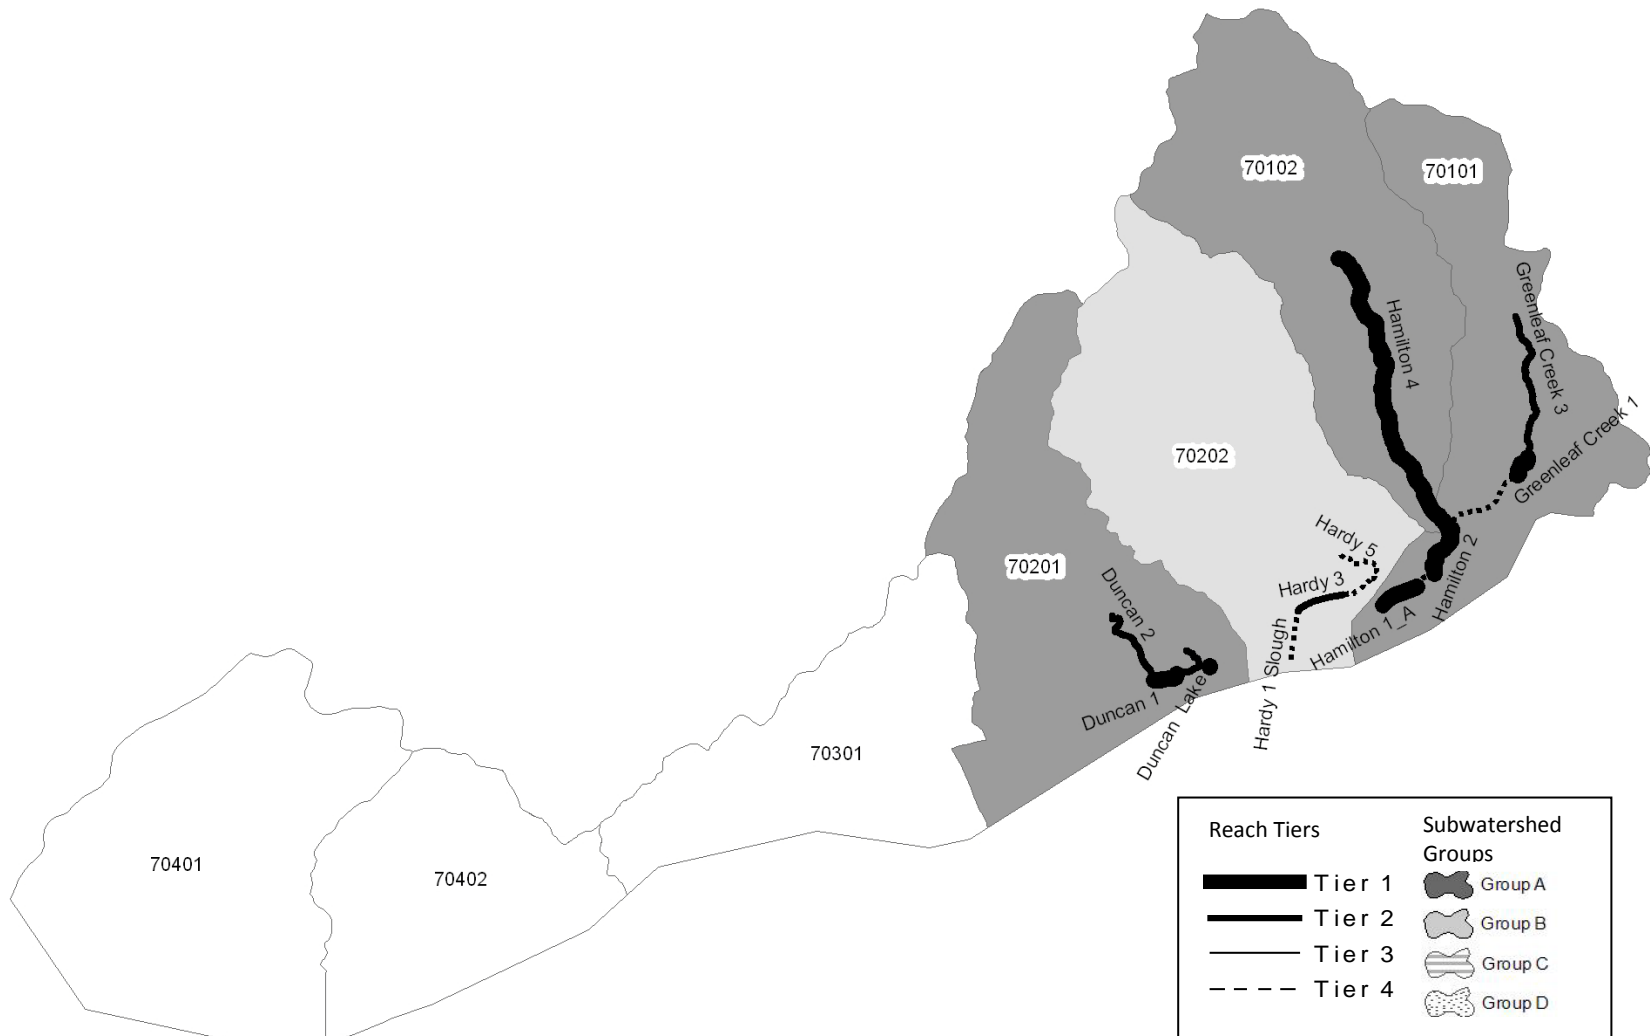 70102
70101
Greenleaf Creek 3
Hamilton 4
Greenleaf Creek 1
70202
Hardy 5
Hamilton 2
70201
Duncan 2
Hardy 3
Hamilton 1_A
Hardy 1 Slough
Duncan 1
Duncan Lake
70301
70401
70402
Reach Tiers
Tier 1
Tier 2
Tier 3
Tier 4
Subwatershed
Groups
Group A
Group B
Group C
Group D